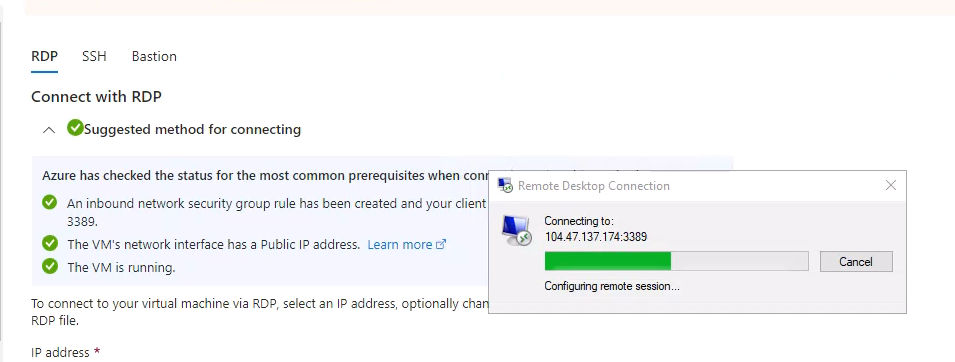 RDP SSH Bastion
Connect with RDP
Suggested method for connecting
Azure has checked the status for the most common prerequisites when conn
An inbound network security group rule has been created and your client
3389.
The VM's network interface has a Public IP address. Learn more
The VM is running.
To connect to your virtual machine via RDP, select an IP address, optionally chan
RDP file.
IP address *
Remote Desktop Connection
Connecting to:
104.47.137.174:3389
Cancel
Configuring remote session...